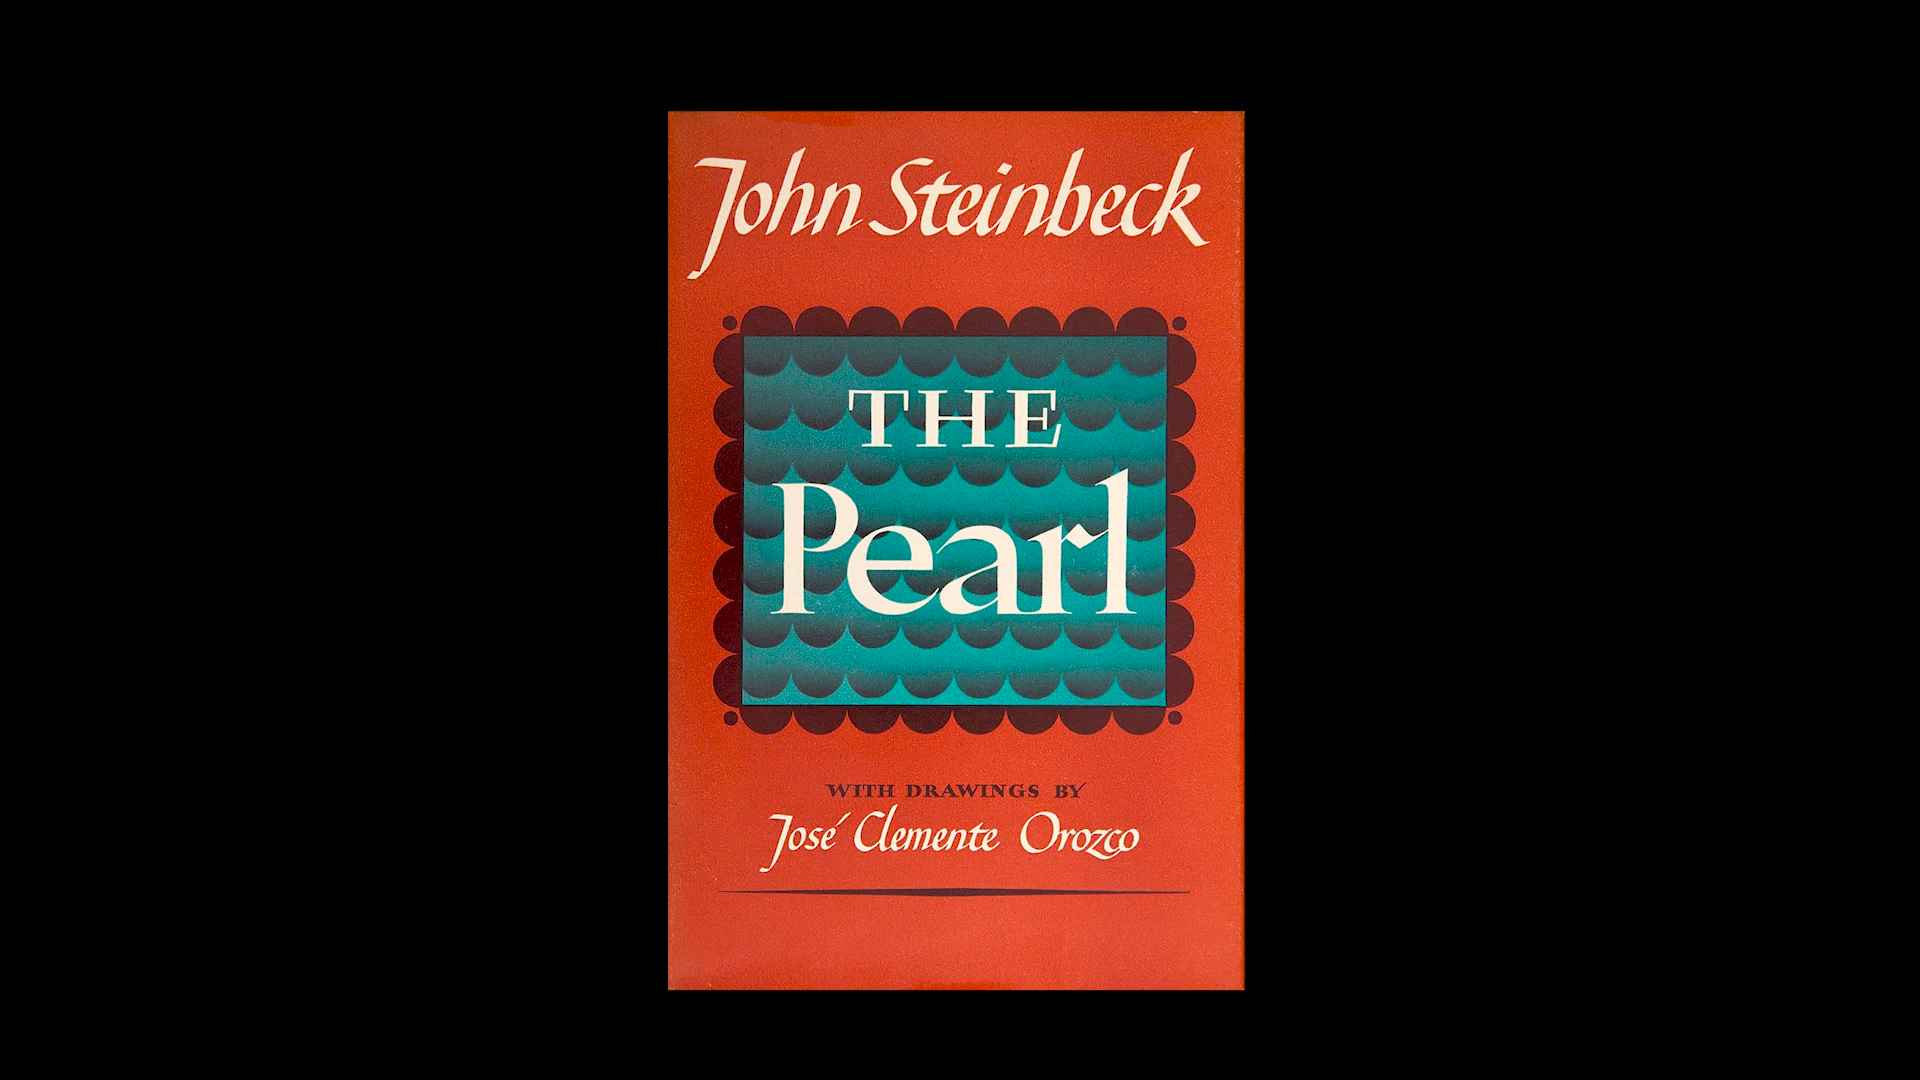 John Steinbeck
THE
Pearl
WITH DRAWINGS BY
José Clemente Orozco